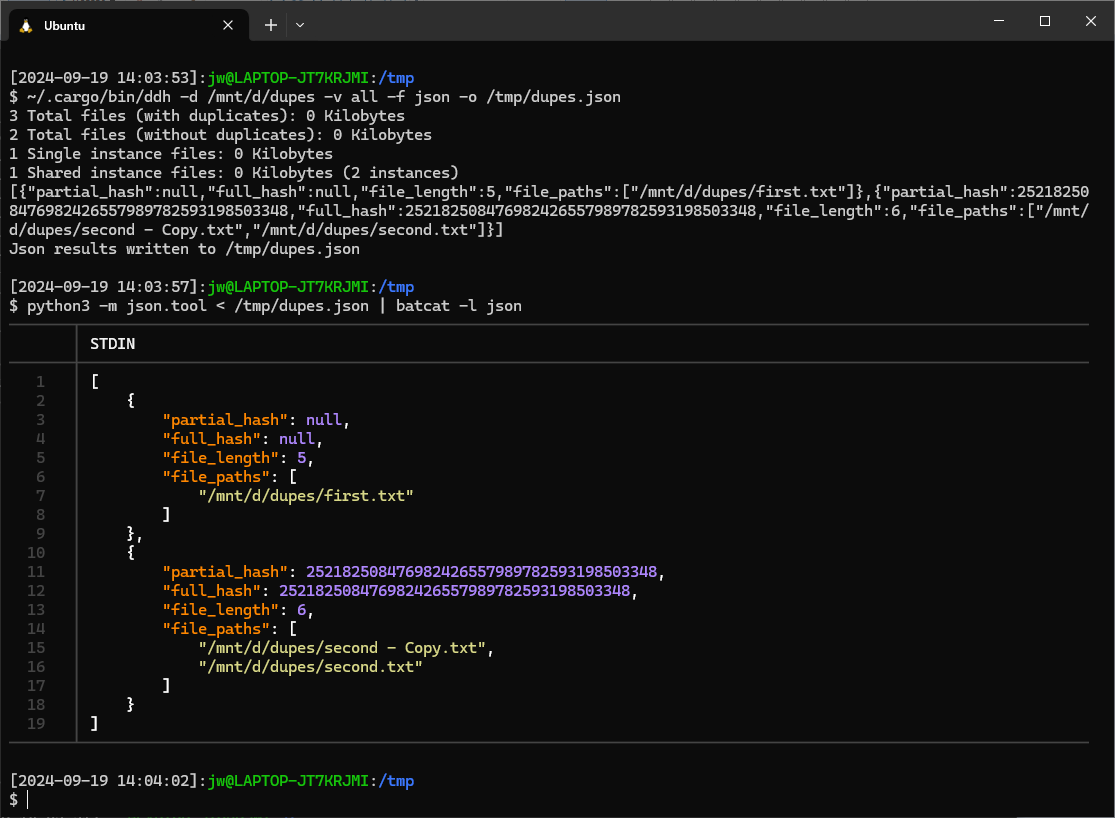 Ubuntu
[2024-09-19 14:03:53]:jw@LAPTOP-JT7KRJMI:/tmp
$ ~/.cargo/bin/ddh -d /mnt/d/dupes -v all -f json -o /tmp/dupes.json
3 Total files (with duplicates): 0 Kilobytes
2 Total files (without duplicates): 0 Kilobytes
1 Single instance files: 0 Kilobytes
1 Shared instance files: 0 Kilobytes (2 instances)
[{"partial_hash":null,"full_hash":null,"file_length":5,"file_paths":["/mnt/d/dupes/first.txt"]},{"partial_hash":25218250
8476982426557989782593198503348,"full_hash":252182508476982426557989782593198503348,"file_length":6,"file_paths":["/mnt/
d/dupes/second - Copy.txt","/mnt/d/dupes/second.txt"]}]
Json results written to /tmp/dupes.json
[2024-09-19 14:03:57]:jw@LAPTOP-JT7KRJMI:/tmp
$ python3 -m json.tool < /tmp/dupes.json | batcat -l json
STDIN
1 [
2 {
3 "partial_hash": null,
4 "full_hash": null,
5 "file_length": 5,
6 "file_paths": [
7 "/mnt/d/dupes/first.txt"
8 ]
9 },
10 {
11 "partial_hash": 252182508476982426557989782593198503348,
12 "full_hash": 252182508476982426557989782593198503348,
13 "file_length": 6,
14 "file_paths": [
15 "/mnt/d/dupes/second - Copy.txt",
16 "/mnt/d/dupes/second.txt"
17 ]
18 }
19 ]
[2024-09-19 14:04:02]:jw@LAPTOP-JT7KRJMI:/tmp
$